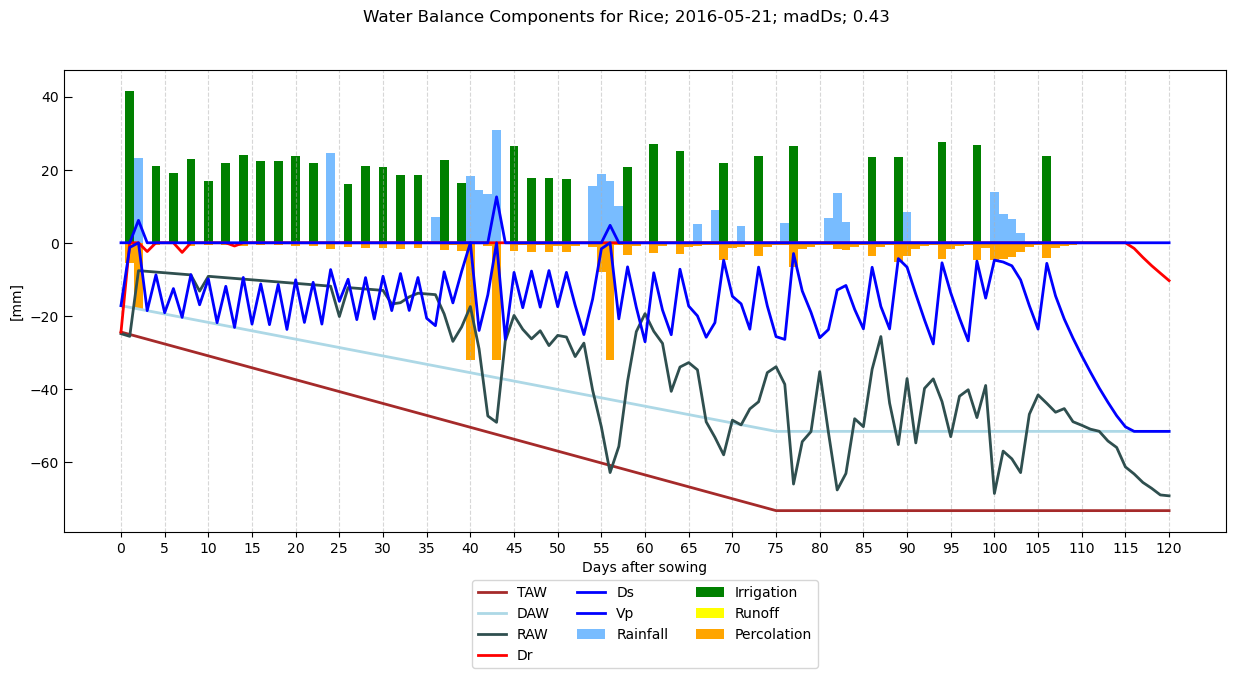 Water Balance Components for Rice; 2016-05-21; madDs; 0.43
40
20
0
−20
−40
−60
[mm]
0 5 10 15 20 25 30 35 40 45 50 55 60 65 70 75 80 85 90 95 100 105 110 115 120
Days after sowing
TAW Ds Irrigation
DAW Vp Runoff
RAW Rainfall Percolation
Dr